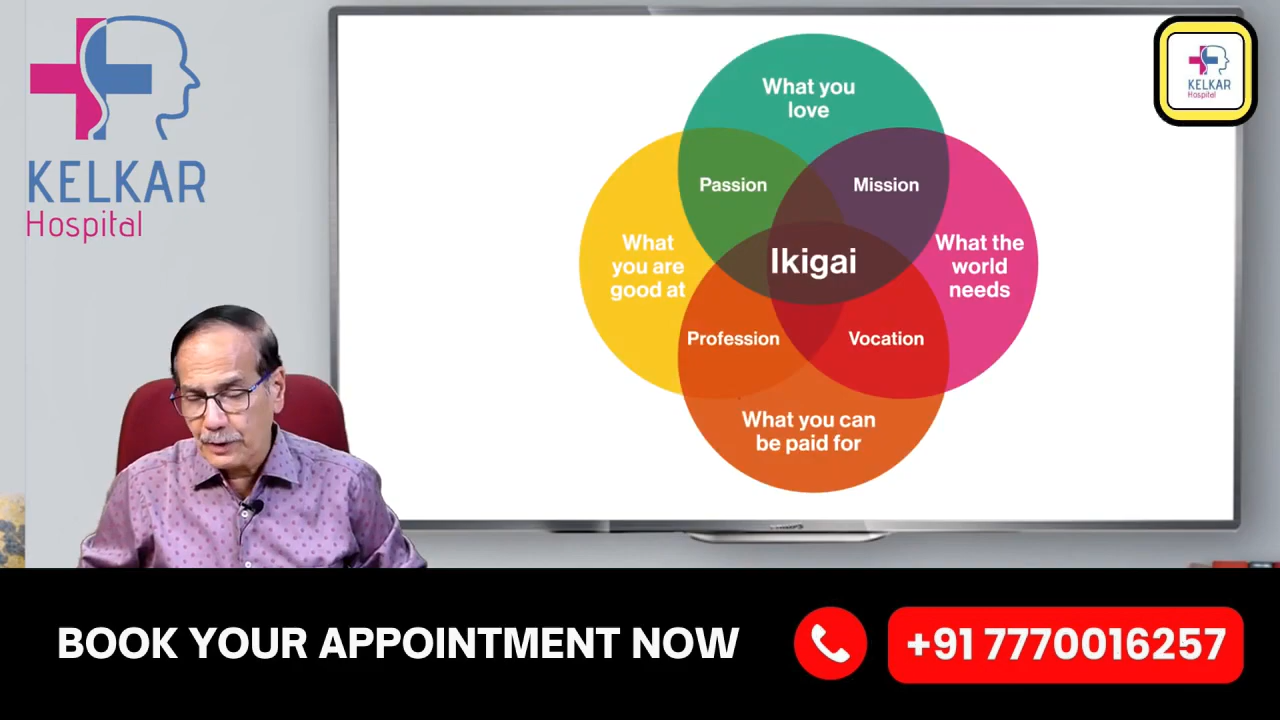 KELKAR
Hospital
What you
love
Passion
Mission
What
you are
good at
Ikigai
What the
world
needs
Profession
Vocation
What you can
be paid for
KELKAR
Hospital
BOOK YOUR APPOINTMENT NOW
+91 7770016257